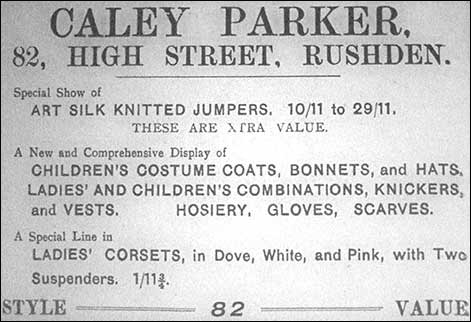 CALEY PARKER,
82, HIGH STREET, RUSHDEN.
Special Show of
ART SILK KNITTED JUMPERS, 10/11 to 29/11.
THESE ARE XTRA VALUE.
A New and Comprehensive Display of
CHILDREN'S COSTUME COATS, BONNETS, and HATS,
LADIES' AND CHILDREN'S COMBINATIONS, KNICKERS,
and VESTS. HOSIERY, GLOVES, SCARVES.
A Special Line in
LADIES' CORSETS, in Dove, White, and Pink, with Two
Suspenders. 1/11¾.
STYLE 82 VALUE